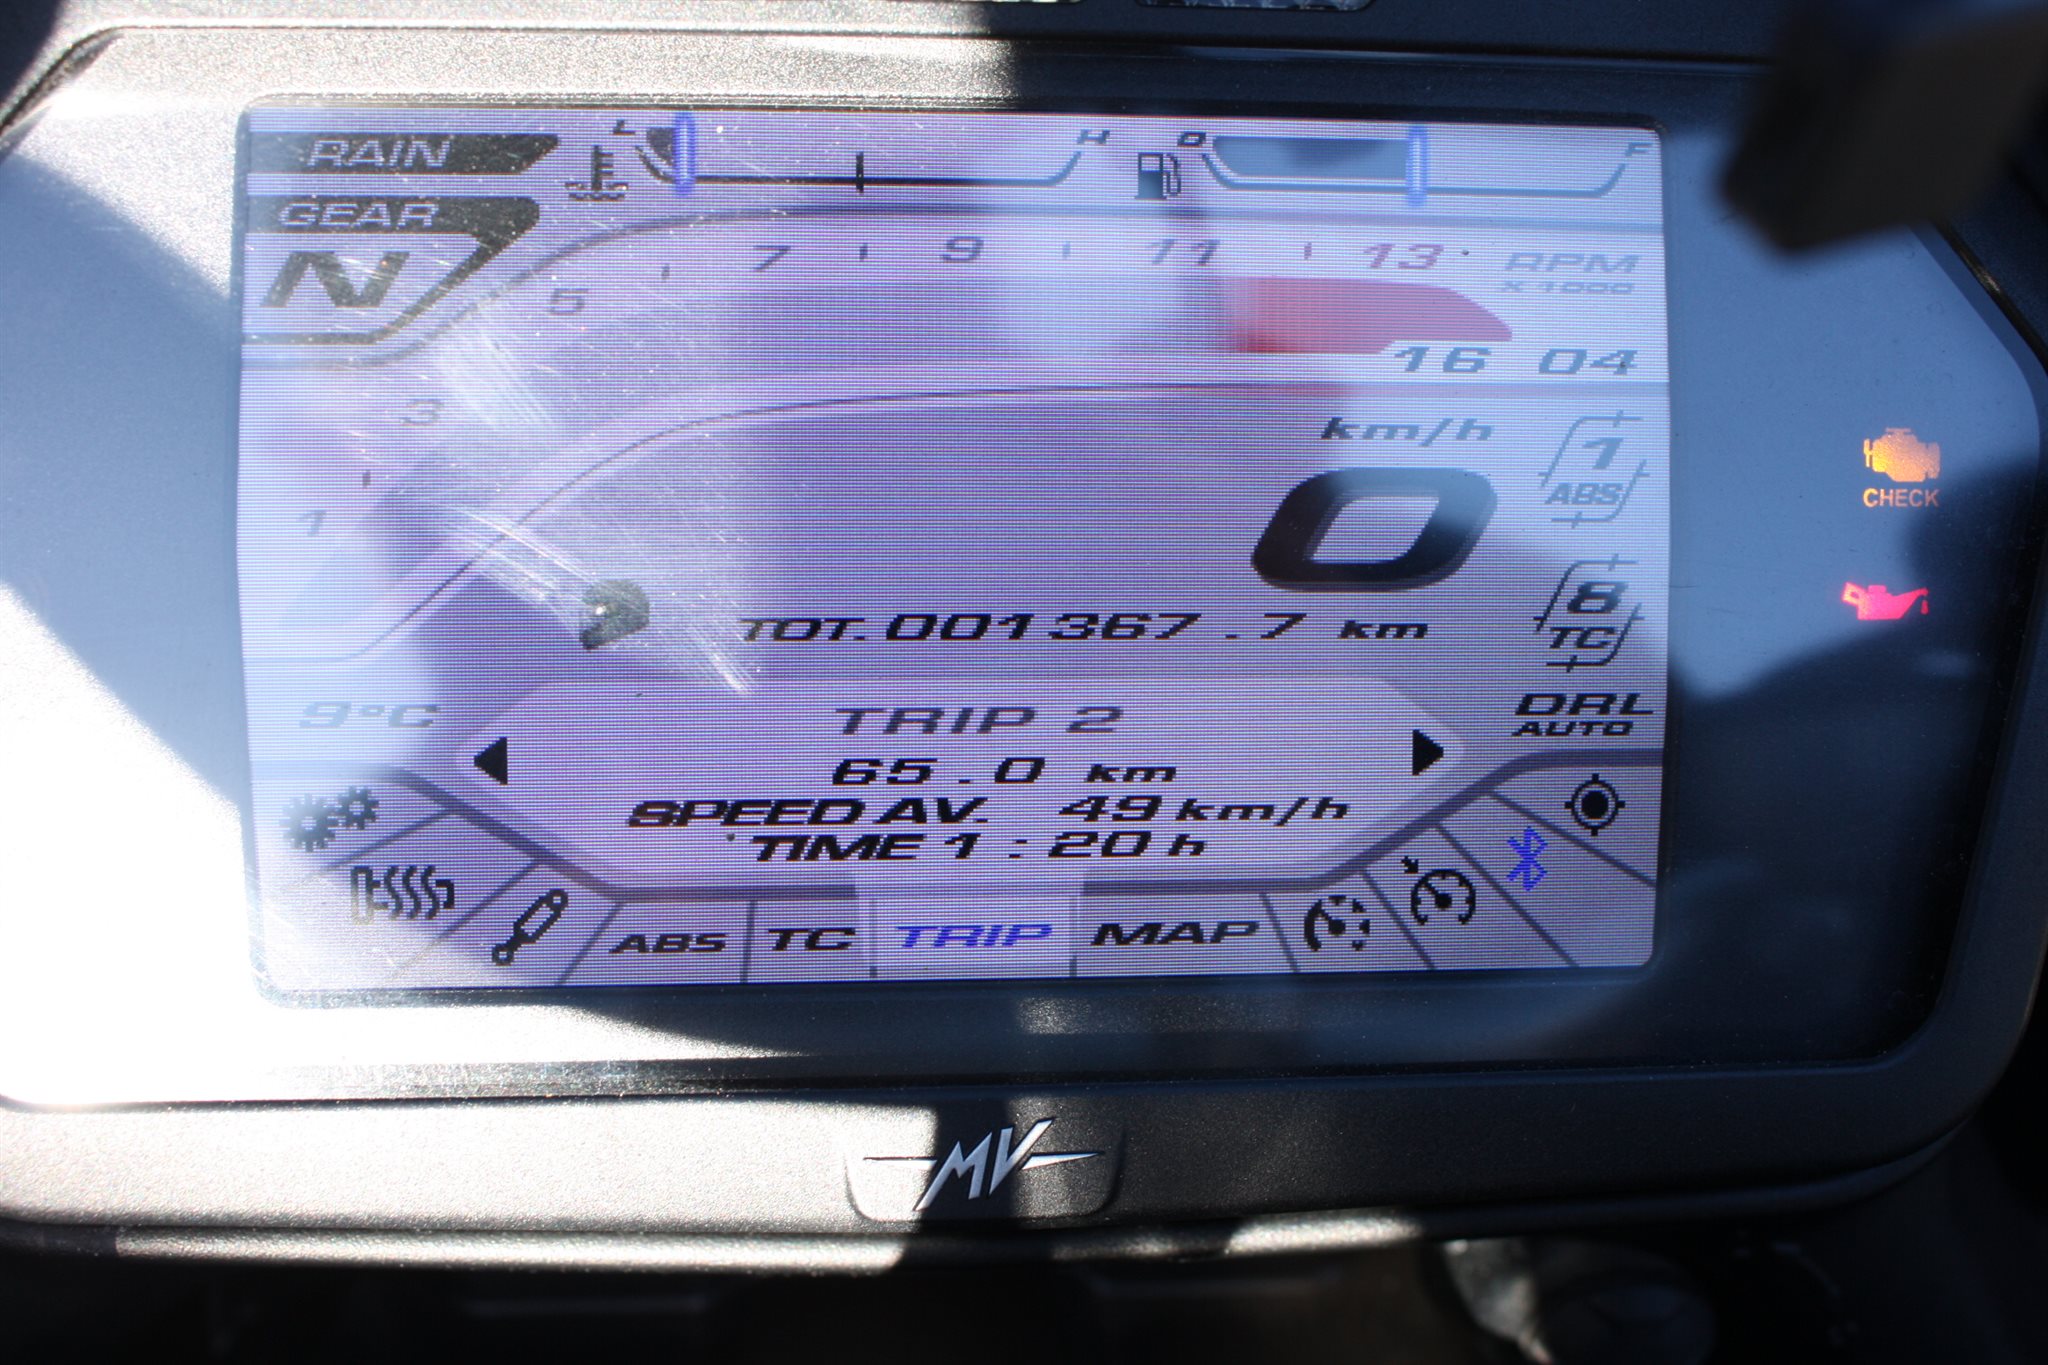 RAIN
L H
0 F
GEAR
N
1 3 5 7 9 11 13
RPM
x 1000
16 04
km/h
0
1
ABS
8
TC
TOT. 001367.7 km
9°C
DRL
AUTO
TRIP 2
65.0 km
SPEED AV. 49 km/h
TIME 1:20 h
ABS TC TRIP MAP
CHECK
MV